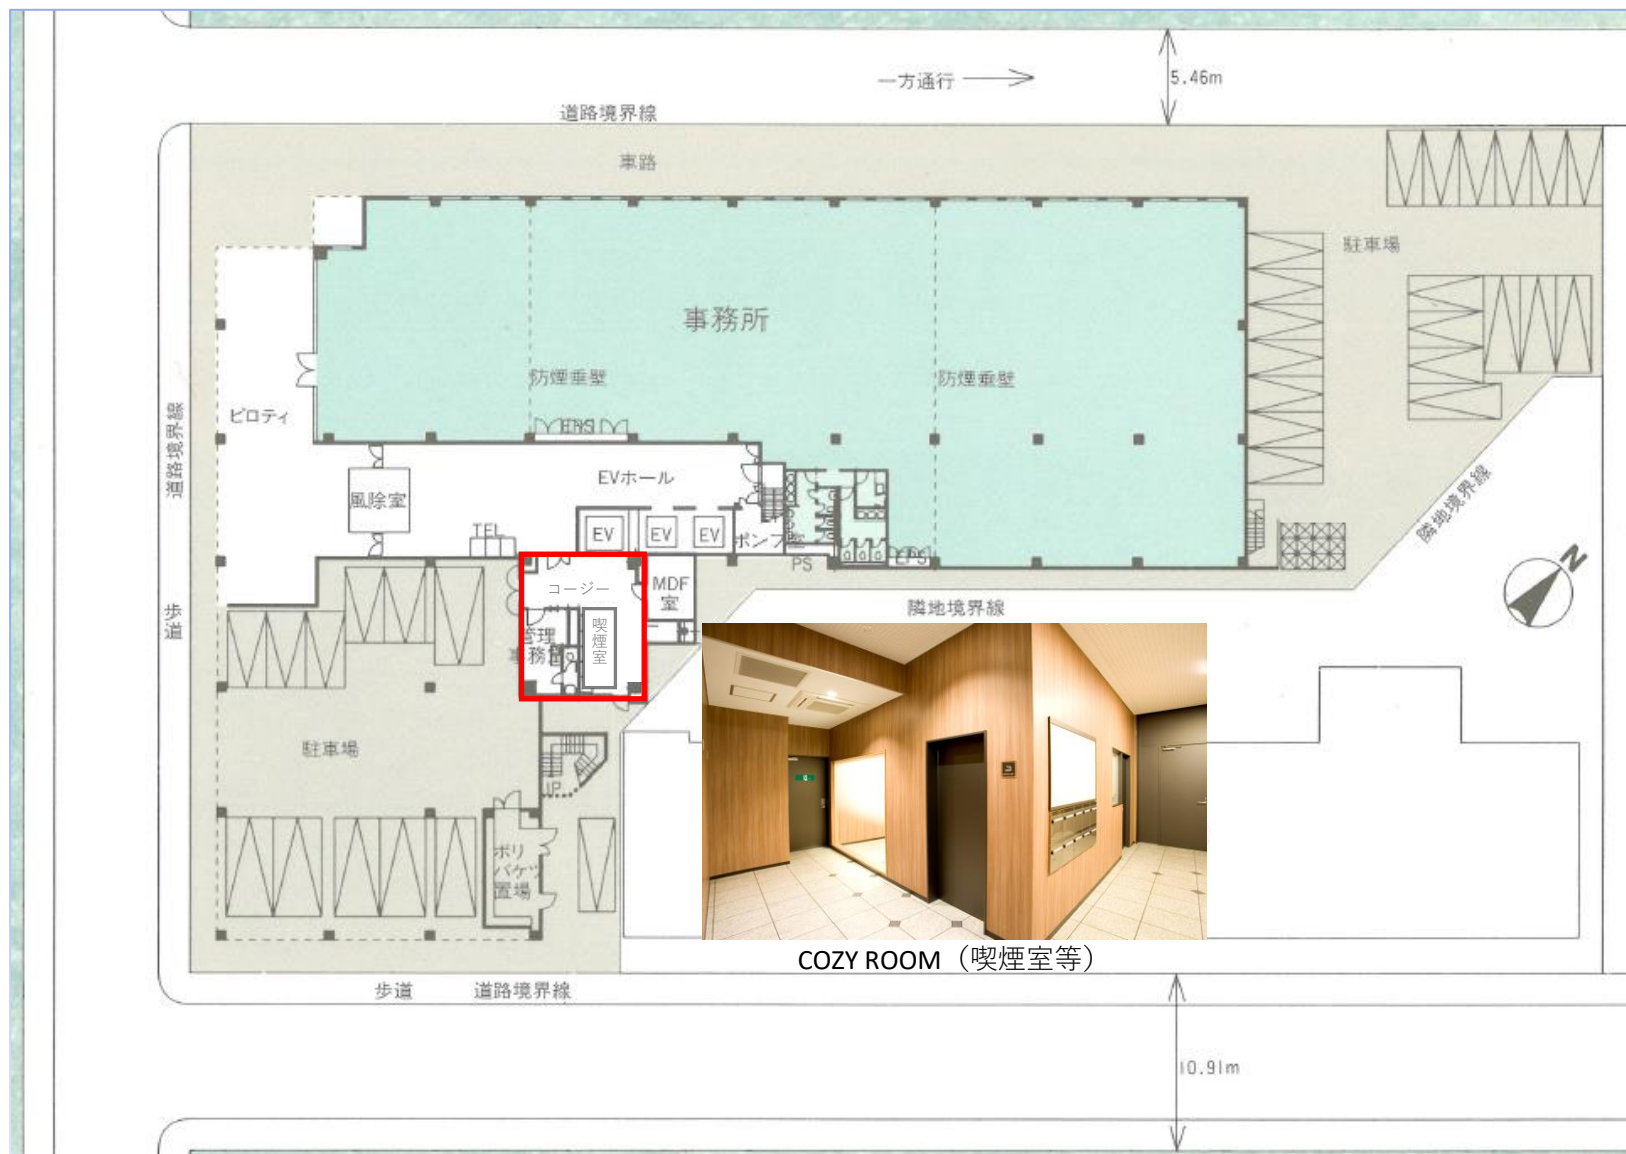 一方通行
5.46m
道路境界線
車路
駐車場
事務所
防煙垂壁
防煙垂壁
ピロティ
道路境界線
EPS
EVホール
風除室
TEL
EV
EV
EV
ポンプ室
PS
EPS
隣地境界線
N
コージー
MDF
室
隣地境界線
歩道
喫煙室
管理
事務室
駐車場
UP
ポリ
バケツ
置場
COZY ROOM（喫煙室等）
歩道
道路境界線
10.91m